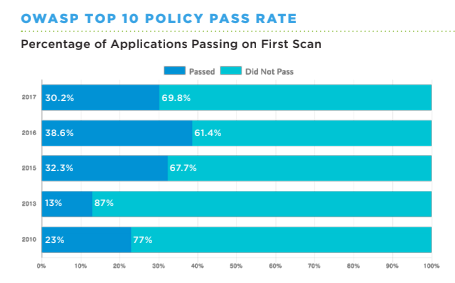 OWASP TOP 10 POLICY PASS RATE
Percentage of Applications Passing on First Scan
Passed Did Not Pass
2017 30.2% 69.8%
2016 38.6% 61.4%
2015 32.3% 67.7%
2013 13% 87%
2010 23% 77%
0% 10% 20% 30% 40% 50% 60% 70% 80% 90% 100%